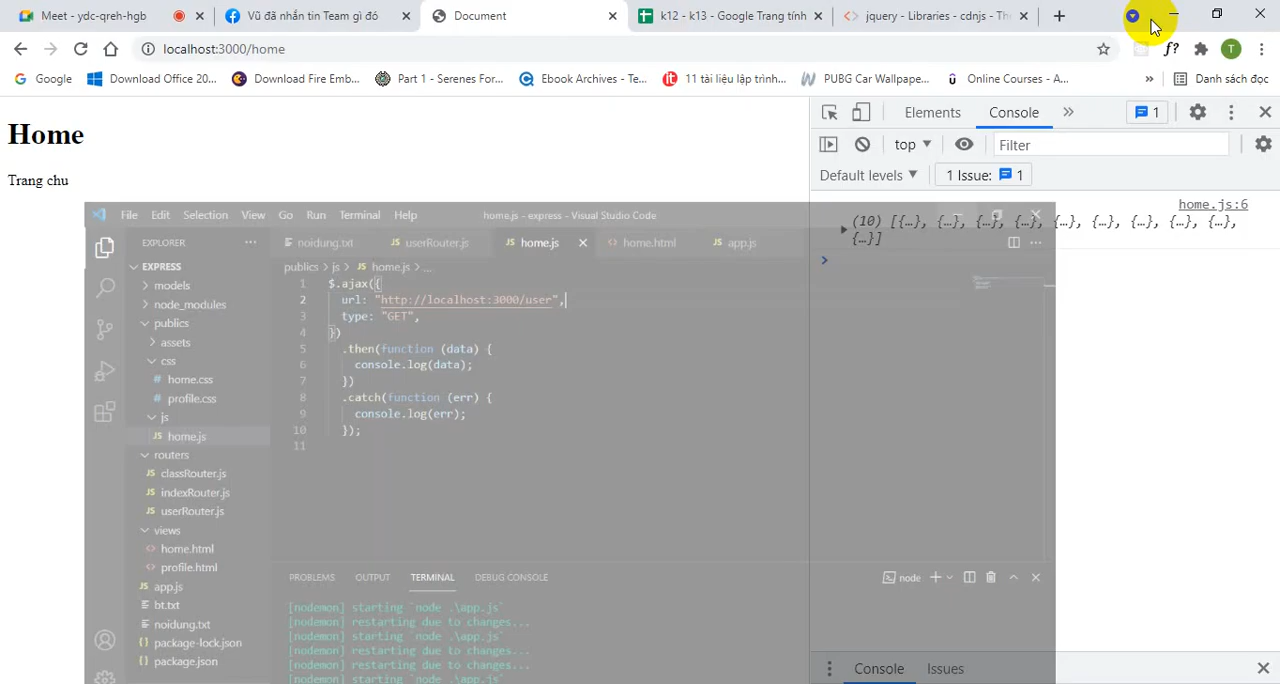 Meet - ydc-qreh-hgb
Vũ đã nhắn tin Team gì đó
Document
k12 - k13 - Google Trang tính
jquery - Libraries - cdnjs - Th
localhost:3000/home
f?
T
Google
Download Office 20...
Download Fire Emb...
Part 1 - Serenes For...
Ebook Archives - Te...
11 tài liệu lập trình...
PUBG Car Wallpape...
Online Courses - A...
»
Danh sách đọc
Home
Trang chu
Elements
Console
»
1
top
Filter
Default levels
1 Issue:
1
home.js:6
(10) [{…}, {…}, {…}, {…}, {…}, {…}, {…}, {…}, {…},
{…}]
File
Edit
Selection
View
Go
Run
Terminal
Help
home.js - express - Visual Studio Code
EXPLORER
noidung.txt
userRouter.js
home.js
home.html
app.js
EXPRESS
models
node_modules
publics
assets
css
home.css
profile.css
js
home.js
routers
classRouter.js
indexRouter.js
userRouter.js
views
home.html
profile.html
app.js
bt.txt
noidung.txt
package-lock.json
package.json
publics > js > JS home.js > ...
1 $.ajax({
2 url: "http://localhost:3000/user",
3 type: "GET",
4 })
5 .then(function (data) {
6 console.log(data);
7 })
8 .catch(function (err) {
9 console.log(err);
10 });
11
PROBLEMS
OUTPUT
TERMINAL
DEBUG CONSOLE
node
[nodemon] starting `node .\app.js`
[nodemon] restarting due to changes...
[nodemon] starting `node .\app.js`
[nodemon] restarting due to changes...
[nodemon] restarting due to changes...
[nodemon] starting `node .\app.js`
Console
Issues